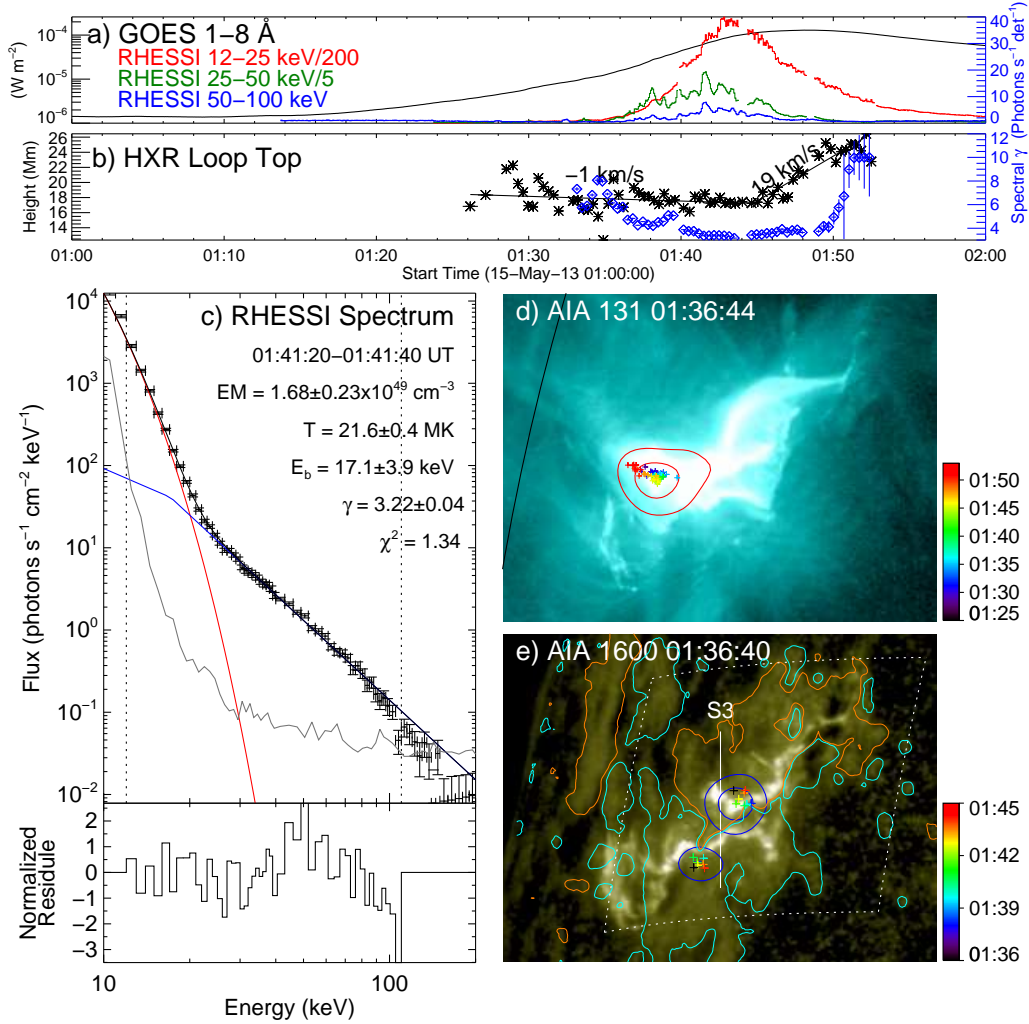 a) GOES 1−8 Å
RHESSI 12−25 keV/200
RHESSI 25−50 keV/5
RHESSI 50−100 keV
(W m⁻²)
10⁻⁴
10⁻⁵
10⁻⁶
40
30
20
10
0
Spectral γ (Photons s⁻¹ det⁻¹)
b) HXR Loop Top
Height (Mm)
26
24
22
20
18
16
14
12
−1 km/s
19 km/s
12
10
8
6
4
01:00
01:10
01:20
01:30
01:40
01:50
02:00
Start Time (15−May−13 01:00:00)
c) RHESSI Spectrum
01:41:20−01:41:40 UT
EM = 1.68±0.23x10⁴⁹ cm⁻³
T = 21.6±0.4 MK
E_b = 17.1±3.9 keV
γ = 3.22±0.04
χ² = 1.34
Flux (photons s⁻¹ cm⁻² keV⁻¹)
10⁴
10³
10²
10¹
10⁰
10⁻¹
10⁻²
Normalized
Residue
2
1
0
−1
−2
−3
10
100
Energy (keV)
d) AIA 131 01:36:44
01:50
01:40
01:35
01:30
01:25
e) AIA 1600 01:36:40
S3
01:45
01:42
01:39
01:36